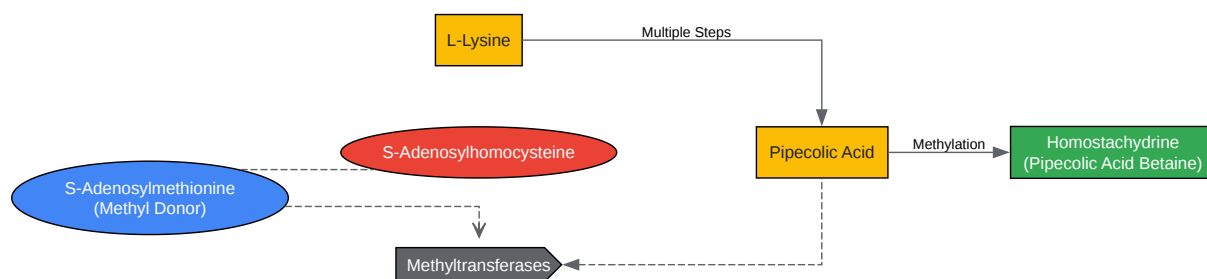 L-Lysine
Multiple Steps
S-Adenosylhomocysteine
Pipecolic Acid
Methylation
Homostachydrine
(Pipecolic Acid Betaine)
S-Adenosylmethionine
(Methyl Donor)
Methyltransferases